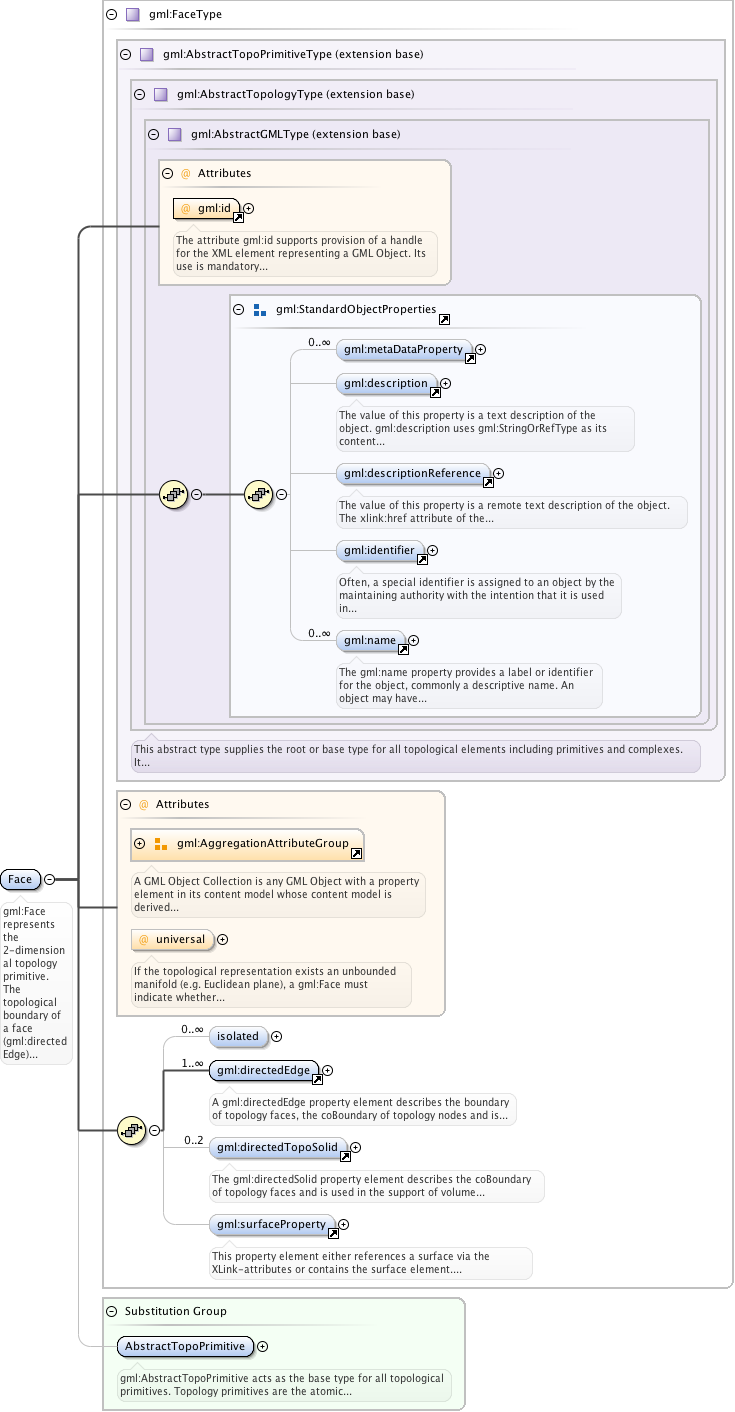 gml:FaceType
gml:AbstractTopoPrimitiveType (extension base)
gml:AbstractTopologyType (extension base)
gml:AbstractGMLType (extension base)
@ Attributes
@ gml:id
The attribute gml:id supports provision of a handle
for the XML element representing a GML Object. Its
use is mandatory...
gml:StandardObjectProperties
0..∞
gml:metaDataProperty
gml:description
The value of this property is a text description of the
object. gml:description uses gml:StringOrRefType as its
content...
gml:descriptionReference
The value of this property is a remote text description of the object.
The xlink:href attribute of the...
gml:identifier
Often, a special identifier is assigned to an object by the
maintaining authority with the intention that it is used
in...
0..∞
gml:name
The gml:name property provides a label or identifier
for the object, commonly a descriptive name. An
object may have...
This abstract type supplies the root or base type for all topological elements including primitives and complexes.
It...
@ Attributes
gml:AggregationAttributeGroup
A GML Object Collection is any GML Object with a property
element in its content model whose content model is
derived...
@ universal
If the topological representation exists an unbounded
manifold (e.g. Euclidean plane), a gml:Face must
indicate whether...
Face
gml:Face
represents
the
2-dimension
al topology
primitive.
The
topological
boundary of
a face
(gml:directed
Edge)...
0..∞
isolated
1..∞
gml:directedEdge
A gml:directedEdge property element describes the boundary
of topology faces, the coBoundary of topology nodes and is...
0..2
gml:directedTopoSolid
The gml:directedSolid property element describes the coBoundary
of topology faces and is used in the support of volume...
gml:surfaceProperty
This property element either references a surface via the
XLink-attributes or contains the surface element....
Substitution Group
AbstractTopoPrimitive
gml:AbstractTopoPrimitive acts as the base type for all topological
primitives. Topology primitives are the atomic...